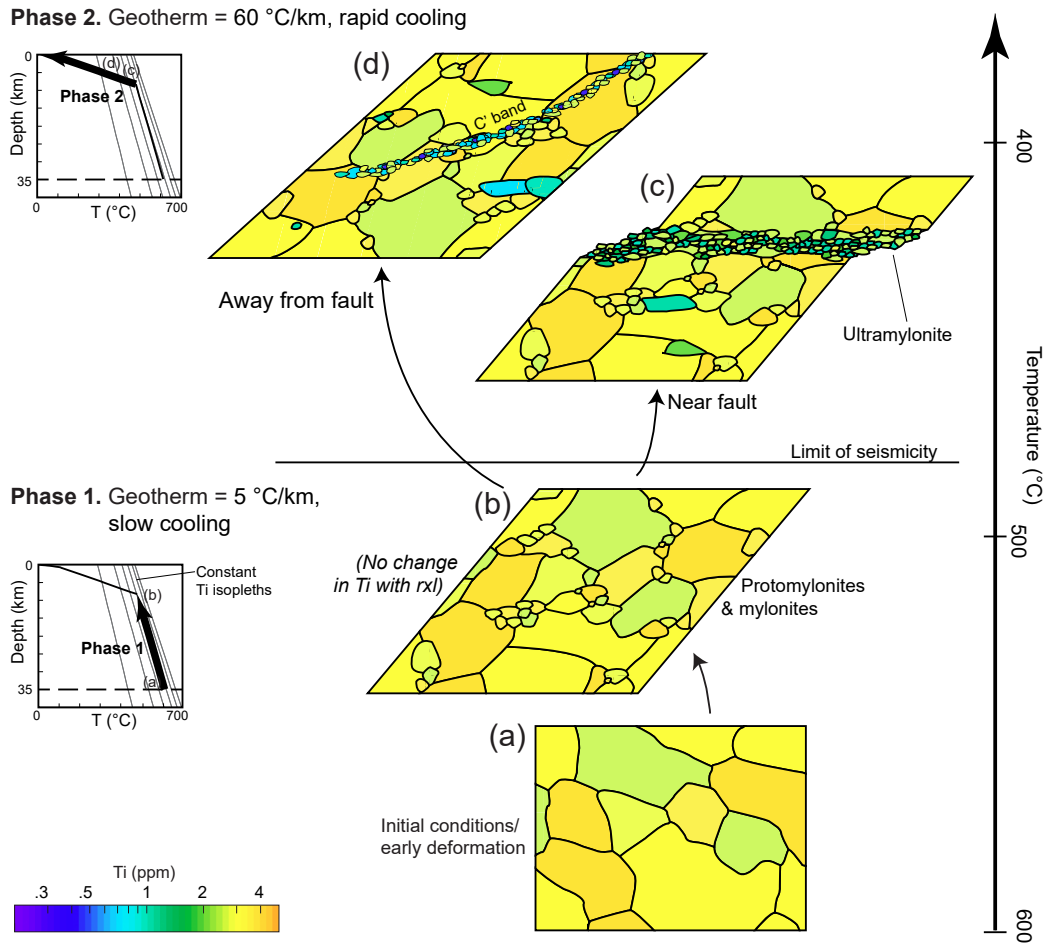 Phase 2. Geotherm = 60 °C/km, rapid cooling
0
(d)
(c)
Phase 2
Depth (km)
35
0
700
T (°C)
(d)
C' band
Away from fault
(c)
Ultramylonite
Near fault
400
Temperature (°C)
500
600
Limit of seismicity
Phase 1. Geotherm = 5 °C/km,
slow cooling
0
Constant
Ti isopleths
(b)
Phase 1
(a
Depth (km)
35
0
700
T (°C)
(b)
(No change
in Ti with rxl)
Protomylonites
& mylonites
(a)
Initial conditions/
early deformation
Ti (ppm)
.3 .5 1 2 4